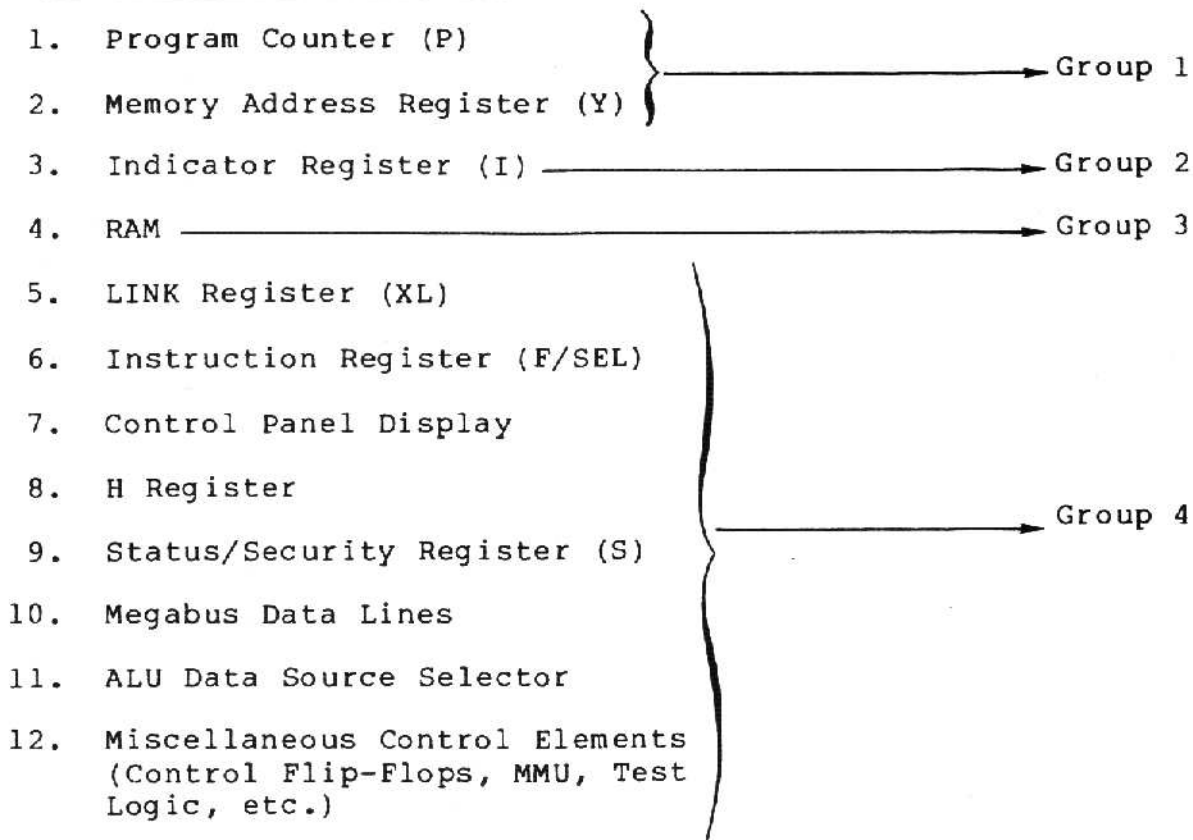 1. Program Counter (P)
Group 1
2. Memory Address Register (Y)
3. Indicator Register (I) Group 2
4. RAM Group 3
5. LINK Register (XL)
6. Instruction Register (F/SEL)
7. Control Panel Display
8. H Register
Group 4
9. Status/Security Register (S)
10. Megabus Data Lines
11. ALU Data Source Selector
12. Miscellaneous Control Elements
(Control Flip-Flops, MMU, Test
Logic, etc.)